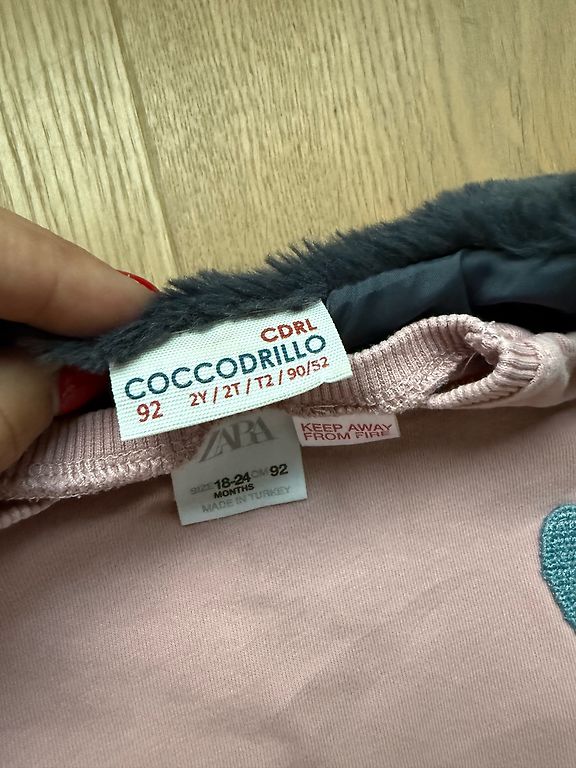 CDRL
COCCODRILLO
92 2Y / 2T / T2 / 90/52
ZARA
KEEP AWAY
FROM FIRE
SIZE 18-24 CM 92
MONTHS
MADE IN TURKEY